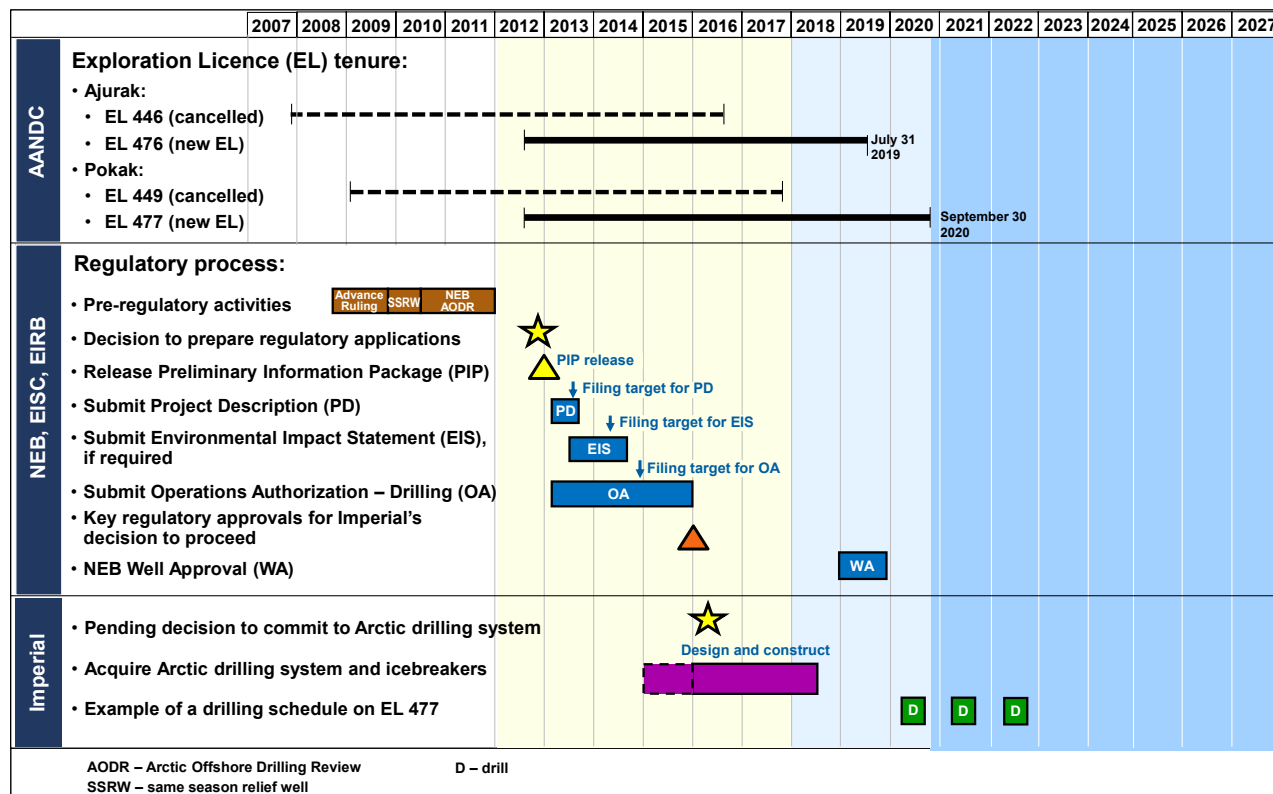 2007 2008 2009 2010 2011 2012 2013 2014 2015 2016 2017 2018 2019 2020 2021 2022 2023 2024 2025 2026 2027
AANDC
Exploration Licence (EL) tenure:
• Ajurak:
• EL 446 (cancelled)
• EL 476 (new EL)
July 31
2019
• Pokak:
• EL 449 (cancelled)
• EL 477 (new EL)
September 30
2020
NEB, EISC, EIRB
Regulatory process:
• Pre-regulatory activities
Advance
Ruling
SSRW
NEB
AODR
• Decision to prepare regulatory applications
• Release Preliminary Information Package (PIP)
PIP release
Filing target for PD
• Submit Project Description (PD)
PD
Filing target for EIS
• Submit Environmental Impact Statement (EIS),
if required
EIS
Filing target for OA
• Submit Operations Authorization – Drilling (OA)
OA
• Key regulatory approvals for Imperial’s
decision to proceed
• NEB Well Approval (WA)
WA
Imperial
• Pending decision to commit to Arctic drilling system
Design and construct
• Acquire Arctic drilling system and icebreakers
• Example of a drilling schedule on EL 477
D D D
AODR – Arctic Offshore Drilling Review D – drill
SSRW – same season relief well